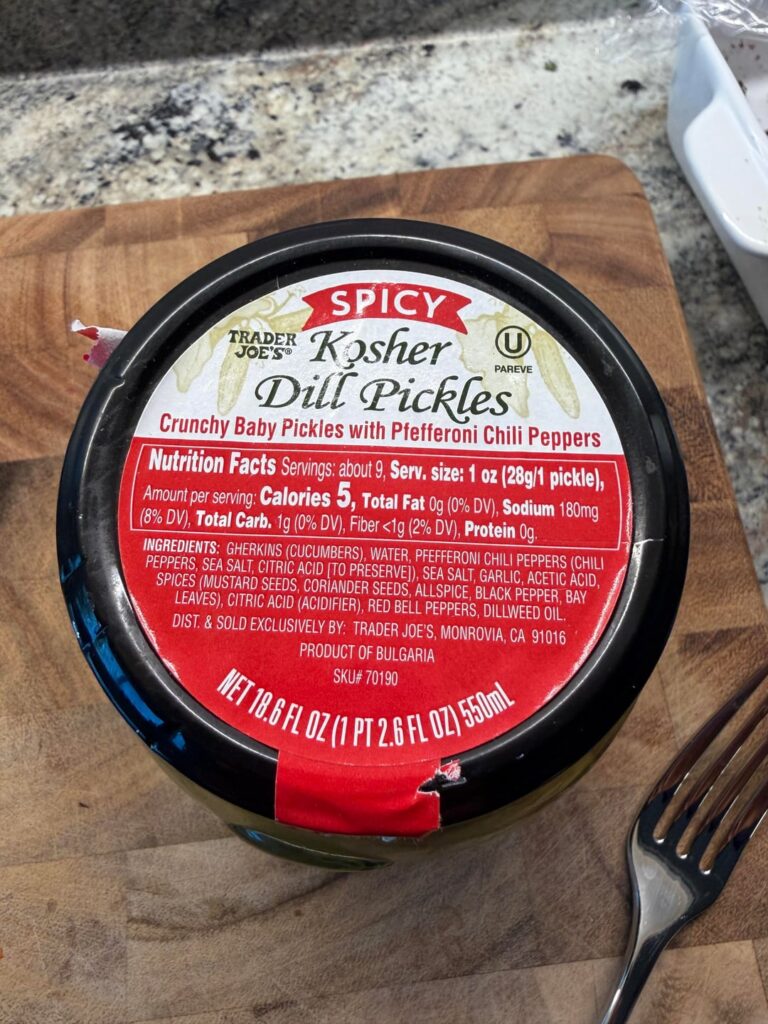 SPICY
TRADER
JOE'S®
Kosher
Dill Pickles
U
PAREVE
Crunchy Baby Pickles with Pfefferoni Chili Peppers
Nutrition Facts Servings: about 9, Serv. size: 1 oz (28g/1 pickle),
Amount per serving: Calories 5, Total Fat 0g (0% DV), Sodium 180mg
(8% DV), Total Carb. 1g (0% DV), Fiber <1g (2% DV), Protein 0g.
INGREDIENTS: GHERKINS (CUCUMBERS), WATER, PFEFFERONI CHILI PEPPERS (CHILI
PEPPERS, SEA SALT, CITRIC ACID [TO PRESERVE]), SEA SALT, GARLIC, ACETIC ACID,
SPICES (MUSTARD SEEDS, CORIANDER SEEDS, ALLSPICE, BLACK PEPPER, BAY
LEAVES), CITRIC ACID (ACIDIFIER), RED BELL PEPPERS, DILLWEED OIL.
DIST. & SOLD EXCLUSIVELY BY: TRADER JOE'S, MONROVIA, CA 91016
PRODUCT OF BULGARIA
SKU# 70190
NET 18.6 FL OZ (1 PT 2.6 FL OZ) 550mL